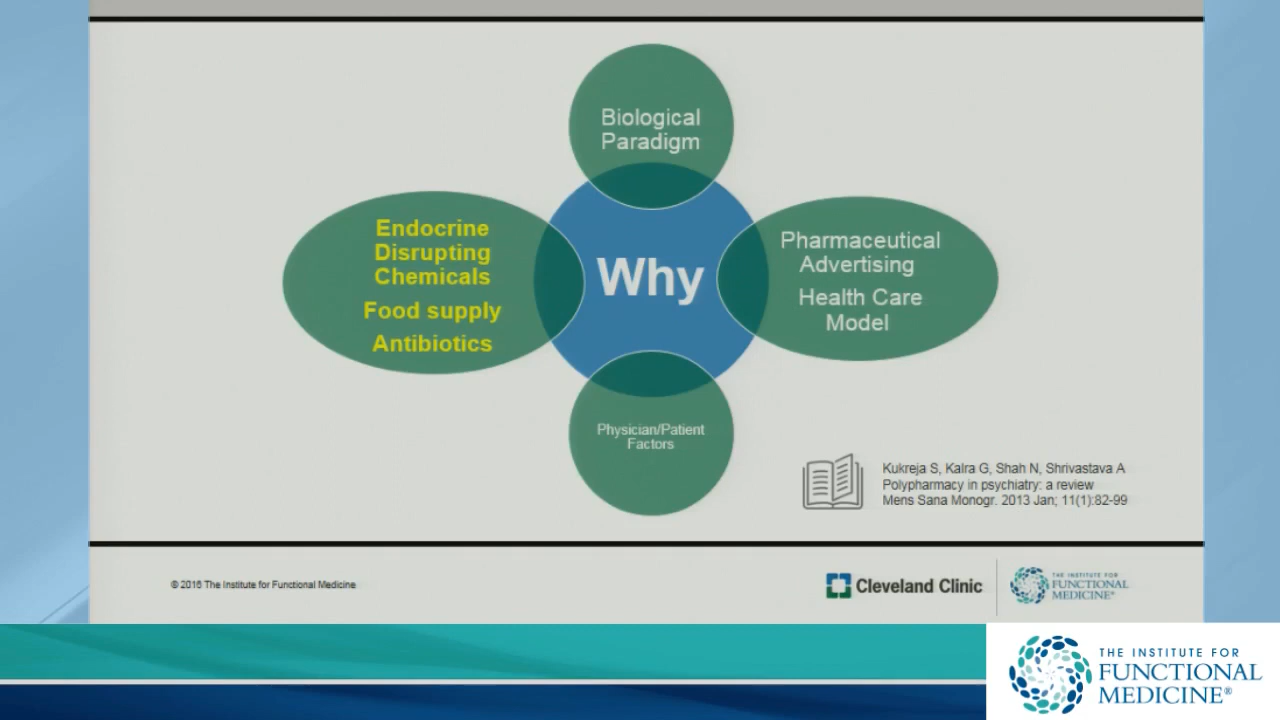 Biological
Paradigm
Endocrine
Disrupting
Chemicals
Food supply
Antibiotics
Why
Pharmaceutical
Advertising
Health Care
Model
Physician/Patient
Factors
Kukreja S, Kalra G, Shah N, Shrivastava A
Polypharmacy in psychiatry: a review
Mens Sana Monogr. 2013 Jan; 11(1):82-99
© 2016 The Institute for Functional Medicine
Cleveland Clinic
THE INSTITUTE FOR
FUNCTIONAL
MEDICINE®
THE INSTITUTE FOR
FUNCTIONAL
MEDICINE®